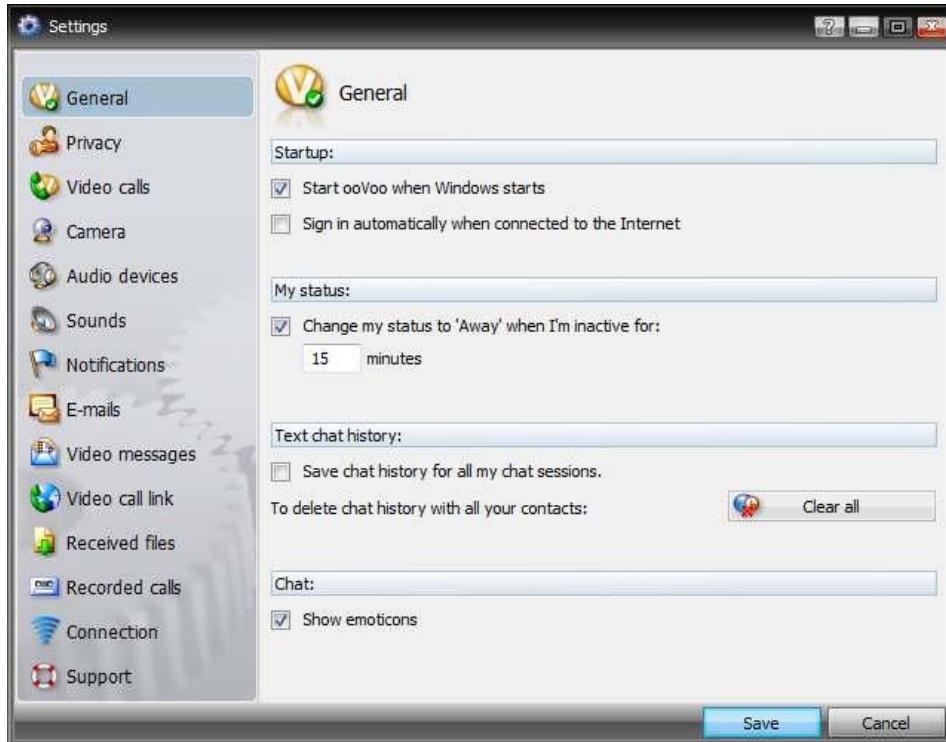 Settings
General
Privacy
Video calls
Camera
Audio devices
Sounds
Notifications
E-mails
Video messages
Video call link
Received files
Recorded calls
Connection
Support
General
Startup:
Start ooVoo when Windows starts
Sign in automatically when connected to the Internet
My status:
Change my status to 'Away' when I'm inactive for:
15 minutes
Text chat history:
Save chat history for all my chat sessions.
To delete chat history with all your contacts: Clear all
Chat:
Show emoticons
Save Cancel